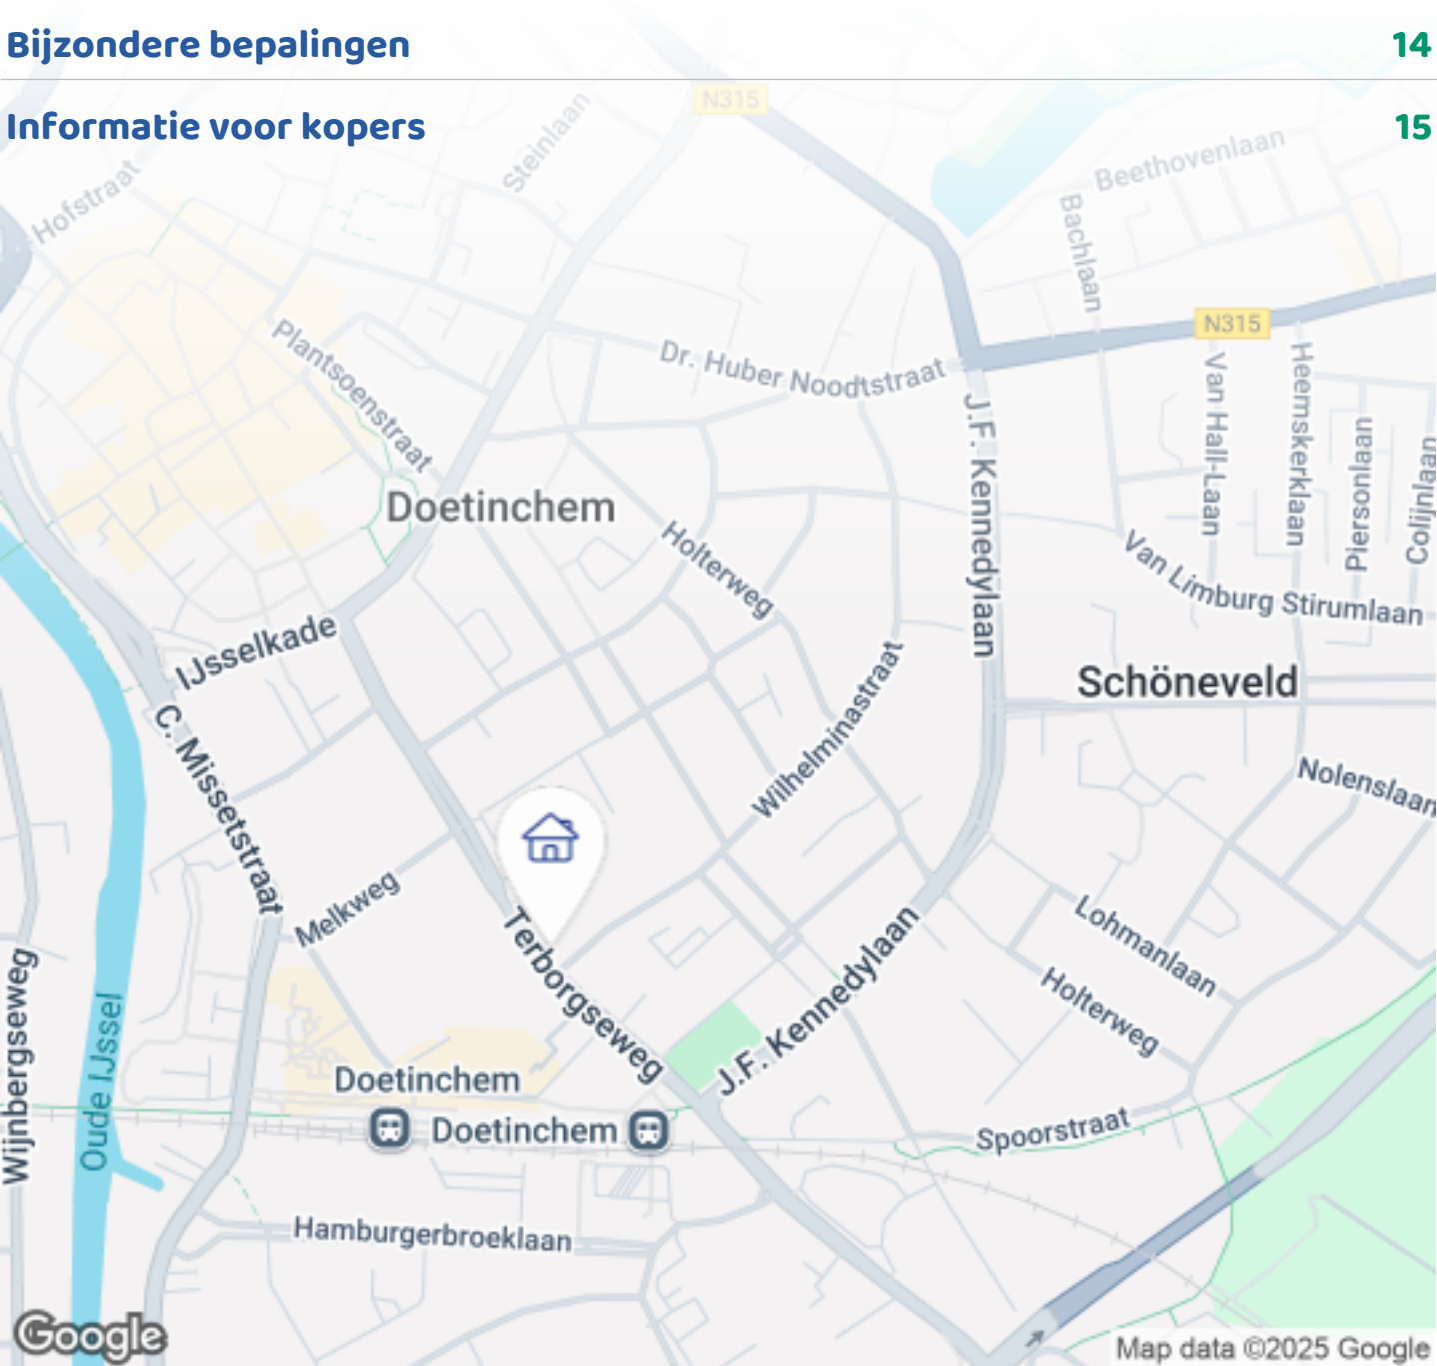 Bijzondere bepalingen 14
Informatie voor kopers 15
N315
Steinlaan
Hofstraat
Beethovenlaan
Bachlaan
N315
Plantsoenstraat
Dr. Huber Noodtstraat
Van Hall-Laan
Heemskerklaan
Piersonlaan
Colijnlaan
J.F. Kennedylaan
Doetinchem
Holterweg
Van Limburg Stirumlaan
IJsselkade
Wilhelminastraat
Schöneveld
C. Missetstraat
Nolenslaan
Melkweg
Terborgseweg
Lohmanlaan
Holterweg
J.F. Kennedylaan
Wijnbergseweg
Oude IJssel
Doetinchem
Doetinchem
Spoorstraat
Hamburgerbroeklaan
Google
Map data ©2025 Google